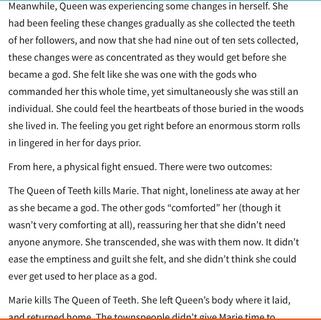 Meanwhile, Queen was experiencing some changes in herself. She
had been feeling these changes gradually as she collected the teeth
of her followers, and now that she had nine out of ten sets collected,
these changes were as concentrated as they would get before she
became a god. She felt like she was one with the gods who
commanded her this whole time, yet simultaneously she was still an
individual. She could feel the heartbeats of those buried in the woods
she lived in. The feeling you get right before an enormous storm rolls
in lingered in her for days prior.
From here, a physical fight ensued. There were two outcomes:
The Queen of Teeth kills Marie. That night, loneliness ate away at her
as she became a god. The other gods “comforted” her (though it
wasn’t very comforting at all), reassuring her that she didn’t need
anyone anymore. She transcended, she was with them now. It didn’t
ease the emptiness and guilt she felt, and she didn’t think she could
ever get used to her place as a god.
Marie kills The Queen of Teeth. She left Queen’s body where it laid,
and returned home. The townspeople didn’t give Marie time to